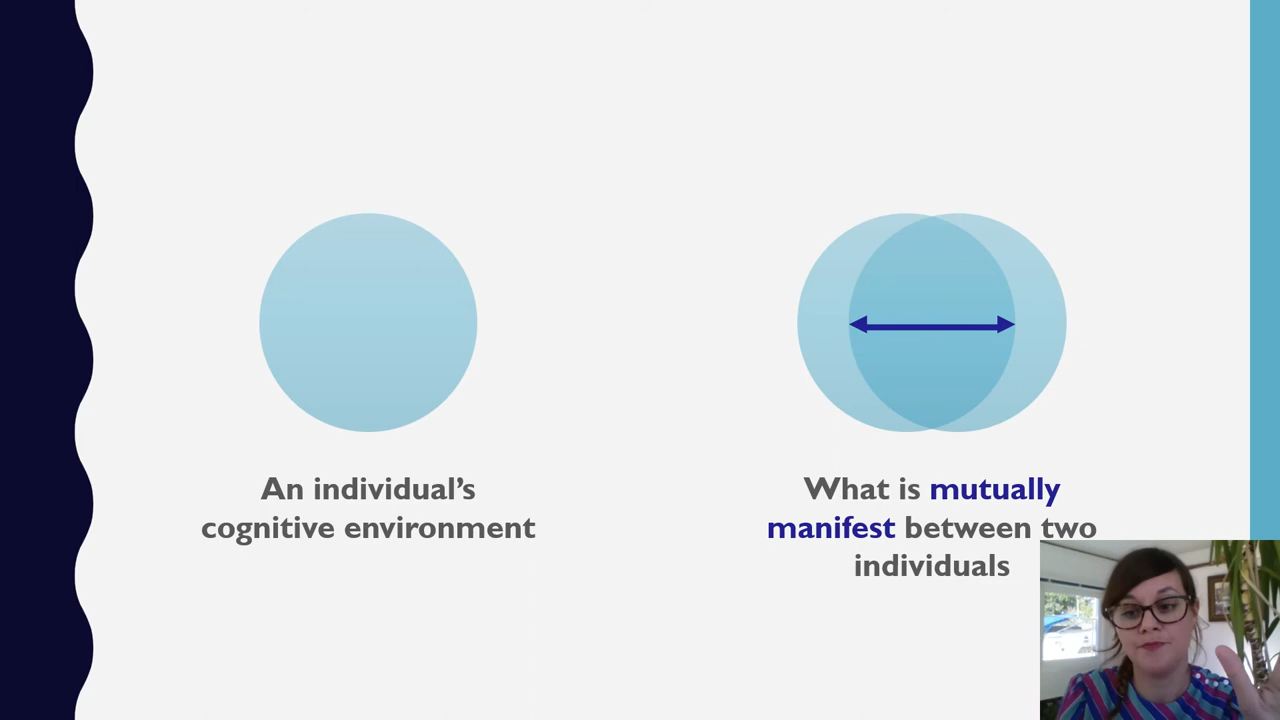 An individual’s
cognitive environment
What is mutually
manifest between two
individuals